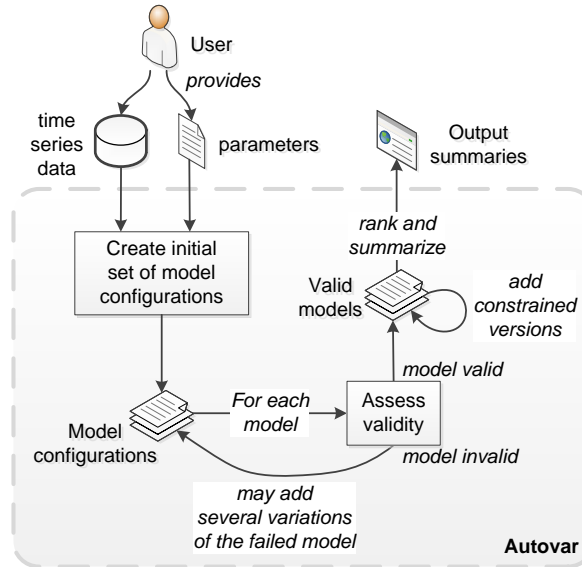 User
provides
time
series
data
parameters
Output
summaries
Create initial
set of model
configurations
rank and
summarize
Valid
models
add
constrained
versions
model valid
For each
model
Assess
validity
Model
configurations
model invalid
may add
several variations
of the failed model
Autovar